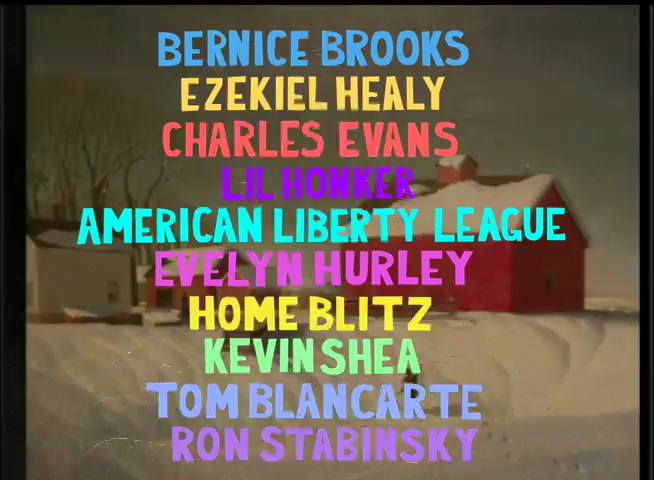 BERNICE BROOKS
EZEKIEL HEALY
CHARLES EVANS
LIL HONKER
AMERICAN LIBERTY LEAGUE
EVELYN HURLEY
HOME BLITZ
KEVIN SHEA
TOM BLANCARTE
RON STABINSKY